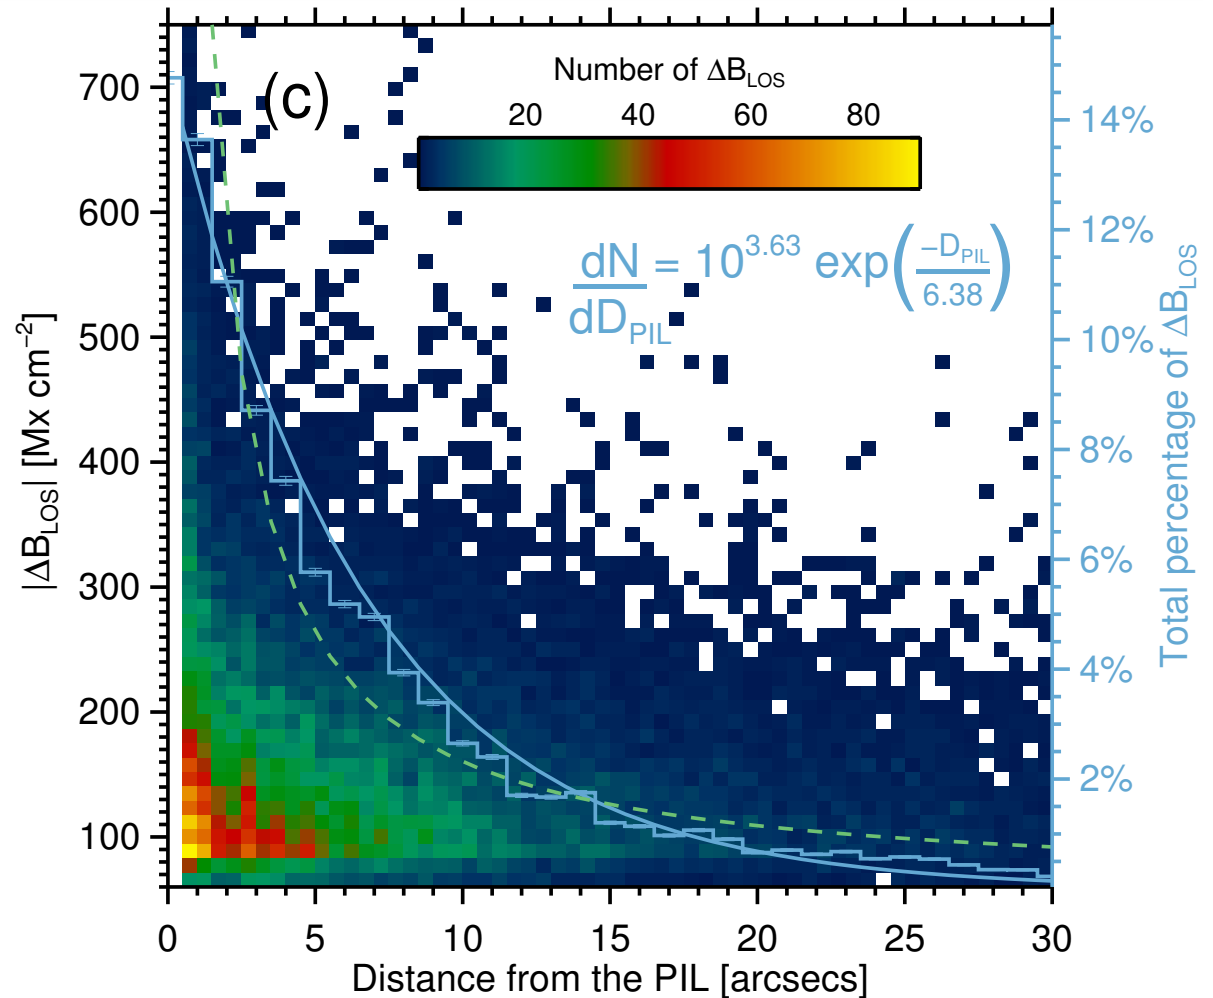 (c)
Number of ΔB_LOS
20 40 60 80
dN/dD_PIL = 10^3.63 exp(−D_PIL/6.38)
|ΔB_LOS| [Mx cm^−2]
700
600
500
400
300
200
100
14%
12%
10%
8%
6%
4%
2%
Total percentage of ΔB_LOS
0 5 10 15 20 25 30
Distance from the PIL [arcsecs]